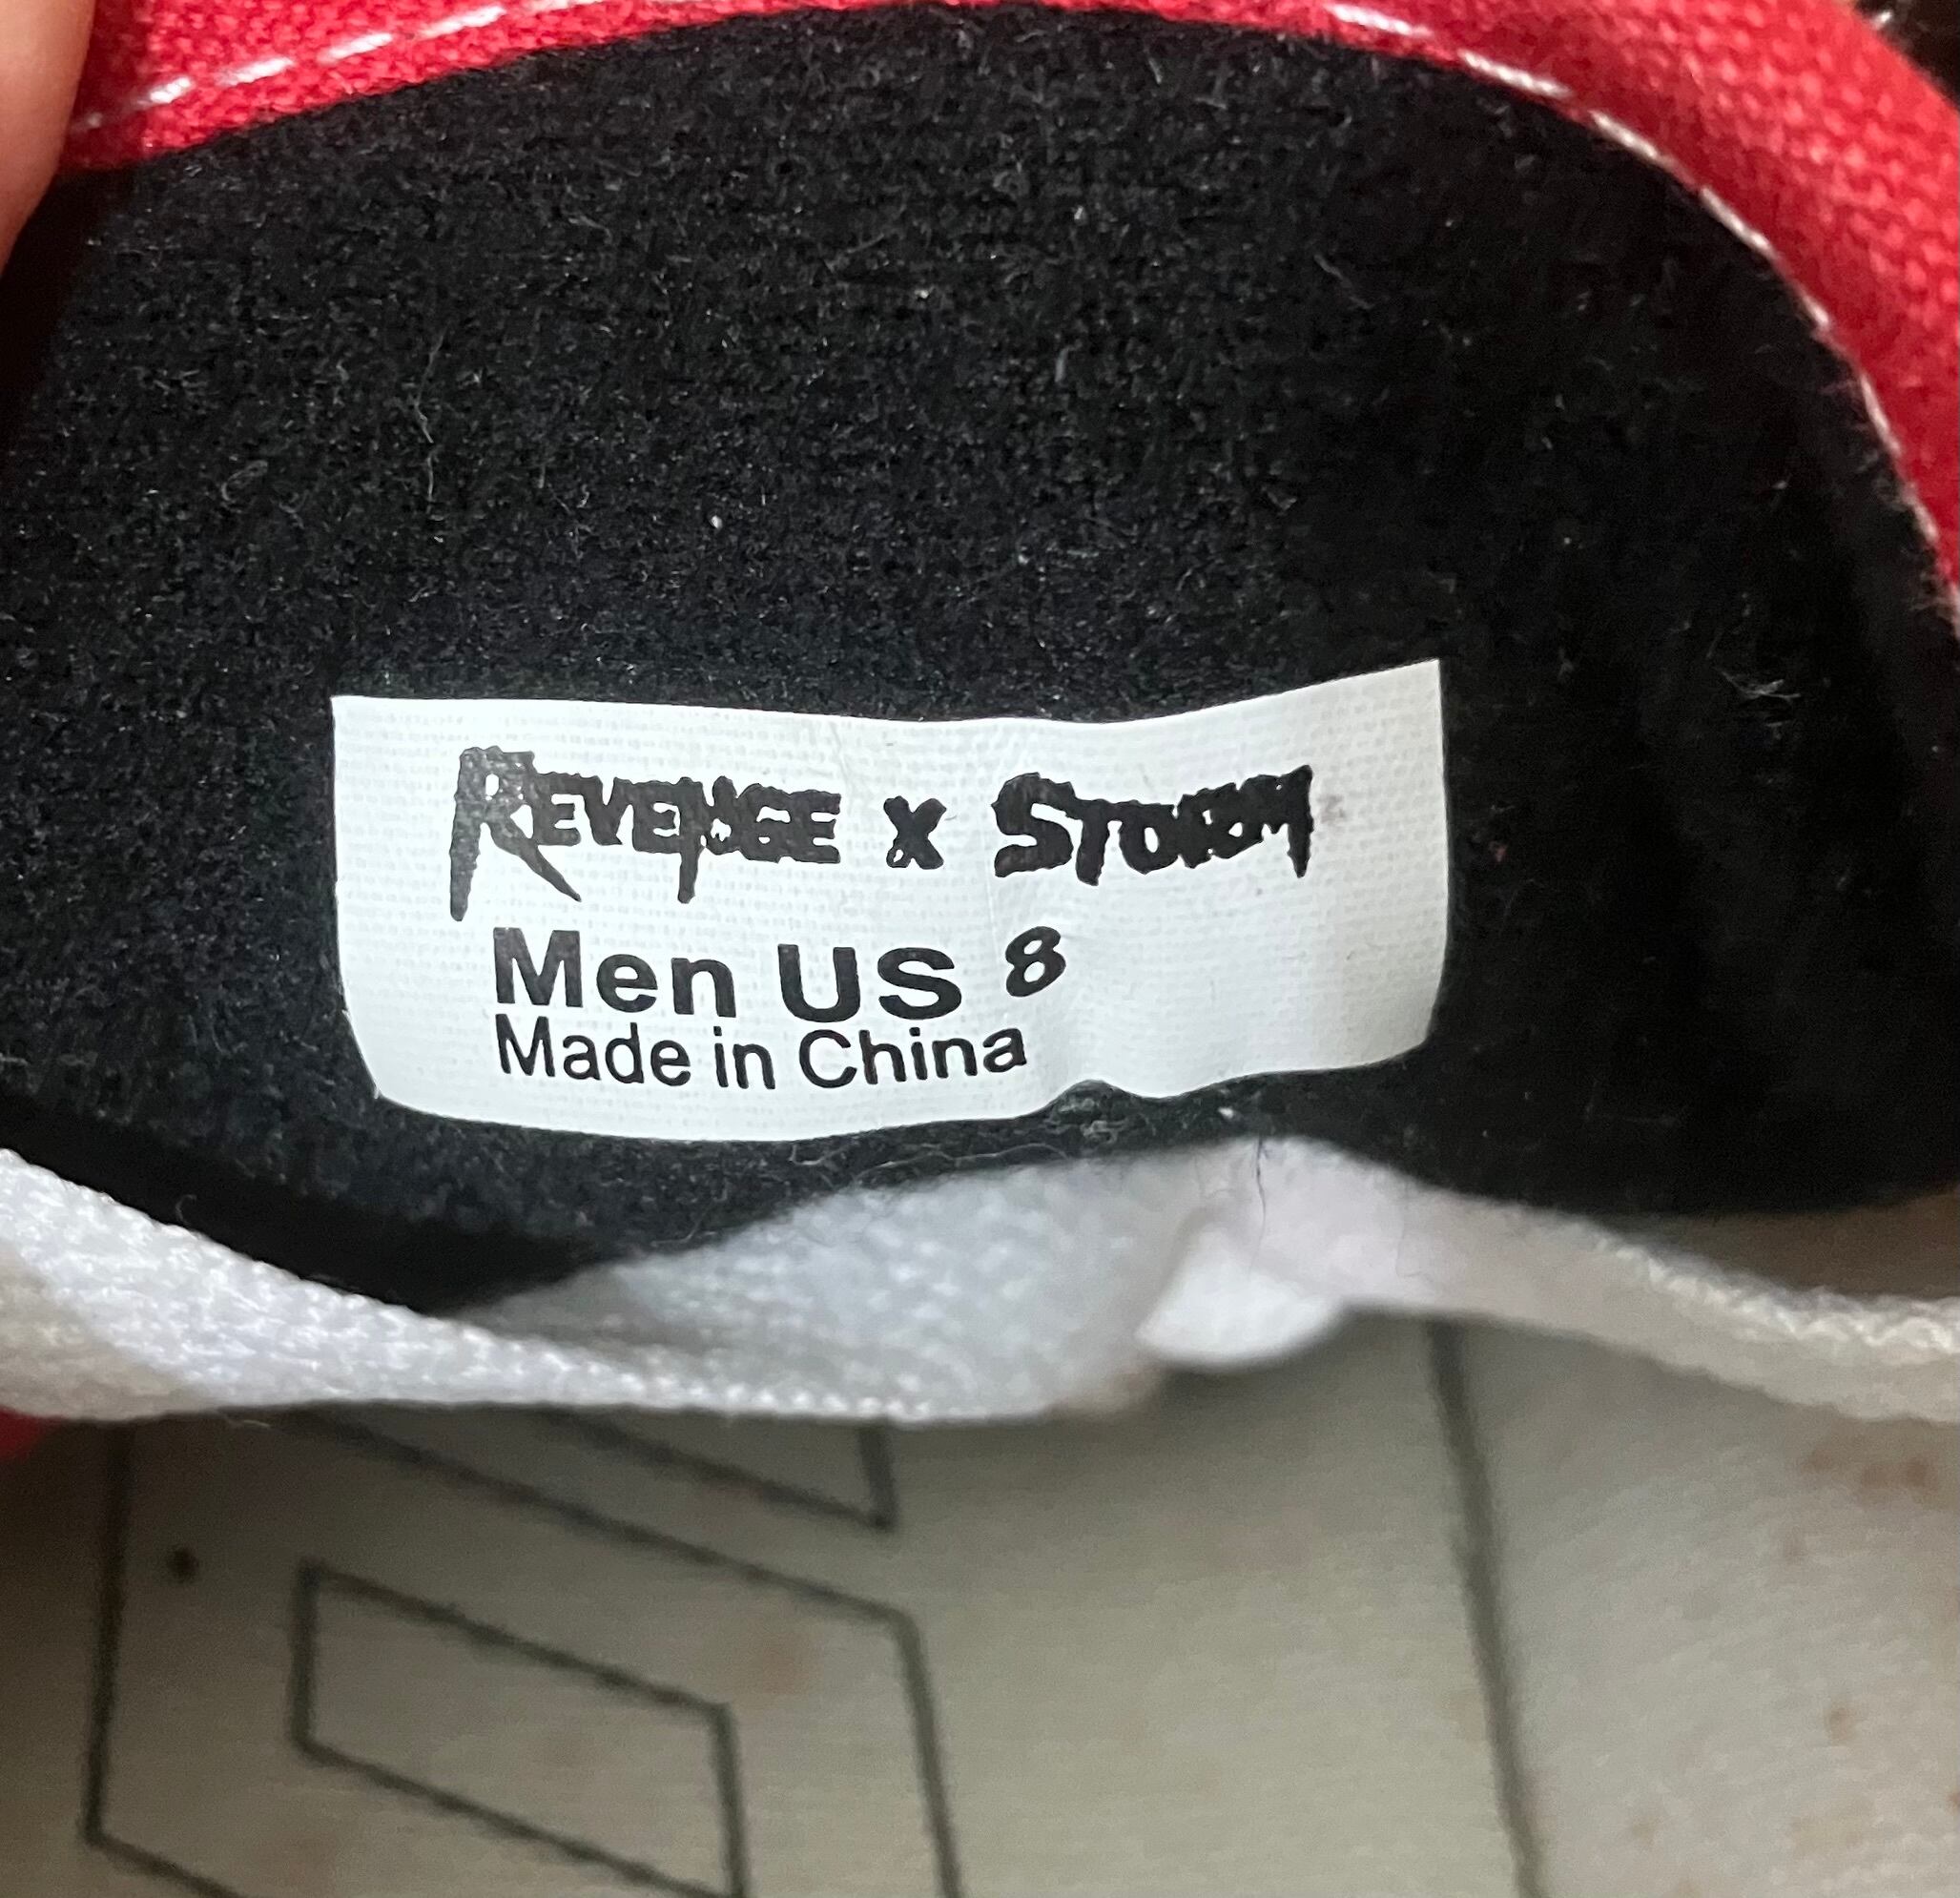 REVENGE X STORM
Men US 8
Made in China